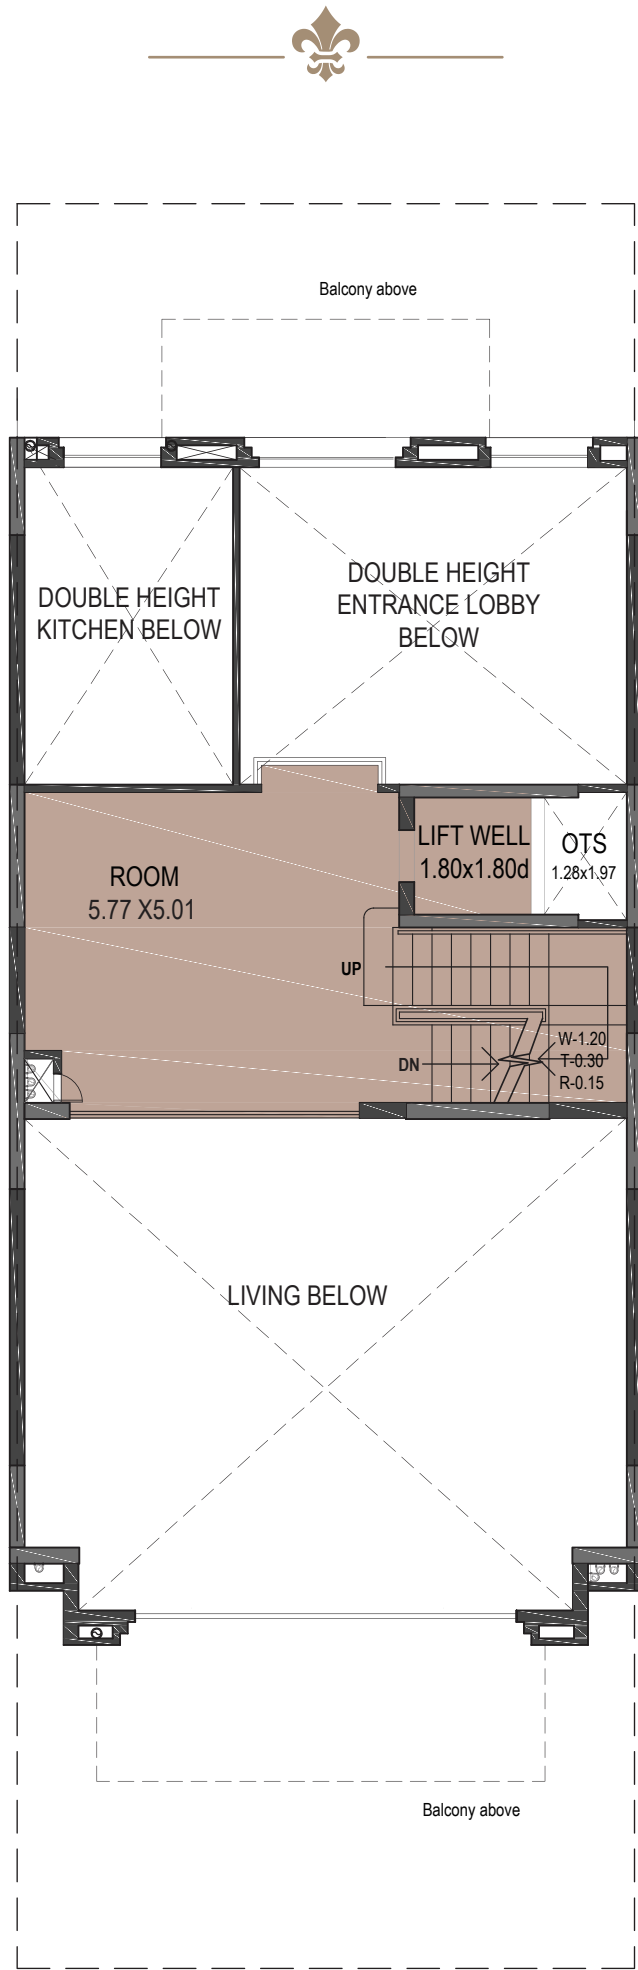 Balcony above
DOUBLE HEIGHT
KITCHEN BELOW
DOUBLE HEIGHT
ENTRANCE LOBBY
BELOW
ROOM
5.77 X5.01
LIFT WELL
1.80x1.80d
OTS
1.28x1.97
UP
DN
W-1.20
T-0.30
R-0.15
LIVING BELOW
Balcony above